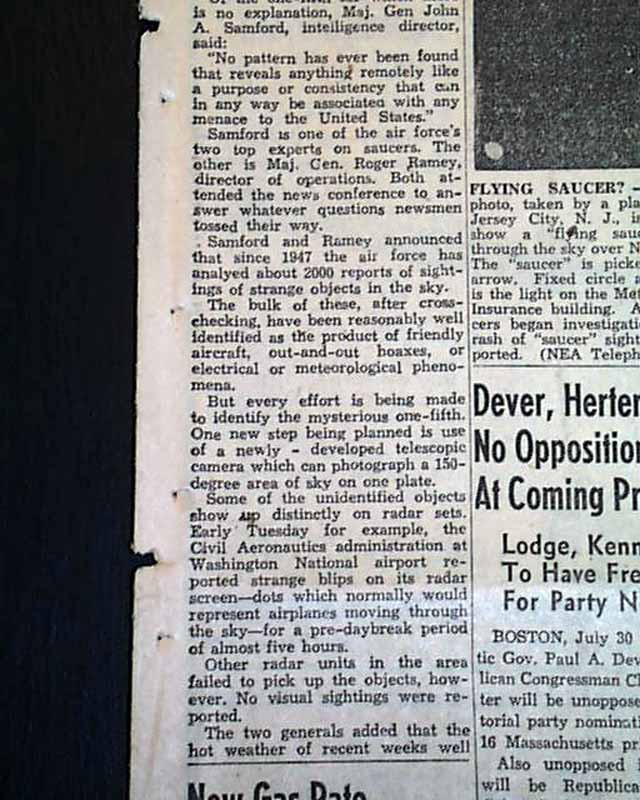 is no explanation, Maj. Gen John
A. Samford, intelligence director,
said:
"No pattern has ever been found
that reveals anything remotely like
a purpose or consistency that can
in any way be associated with any
menace to the United States."
Samford is one of the air force's
two top experts on saucers. The
other is Maj. Gen. Roger Ramey,
director of operations. Both at-
tended the news conference to an-
swer whatever questions newsmen
tossed their way.
Samford and Ramey announced
that since 1947 the air force has
analyed about 2000 reports of sight-
ings of strange objects in the sky.
The bulk of these, after cross-
checking, have been reasonably well
identified as the product of friendly
aircraft, out-and-out hoaxes, or
electrical or meteorological pheno-
mena.
But every effort is being made
to identify the mysterious one-fifth.
One new step being planned is use
of a newly - developed telescopic
camera which can photograph a 150-
degree area of sky on one plate.
Some of the unidentified objects
show up distinctly on radar sets.
Early Tuesday for example, the
Civil Aeronautics administration at
Washington National airport re-
ported strange blips on its radar
screen—dots which normally would
represent airplanes moving through
the sky—for a pre-daybreak period
of almost five hours.
Other radar units in the area
failed to pick up the objects, how-
ever. No visual sightings were re-
ported.
The two generals added that the
hot weather of recent weeks well
New Gas Rate
FLYING SAUCER? —
photo, taken by a pla
Jersey City, N. J., i
show a "flying sauc
through the sky over N
The "saucer" is picke
arrow. Fixed circle a
is the light on the Met
Insurance building. A
cers began investigat
rash of "saucer" sight
ported. (NEA Teleph
Dever, Herter
No Opposition
At Coming Pr
Lodge, Kenn
To Have Fre
For Party N
BOSTON, July 30
tic Gov. Paul A. Dev
lican Congressman C
ter will be unoppose
torial party nominati
16 Massachusetts pr
Also unopposed i
will be Republica